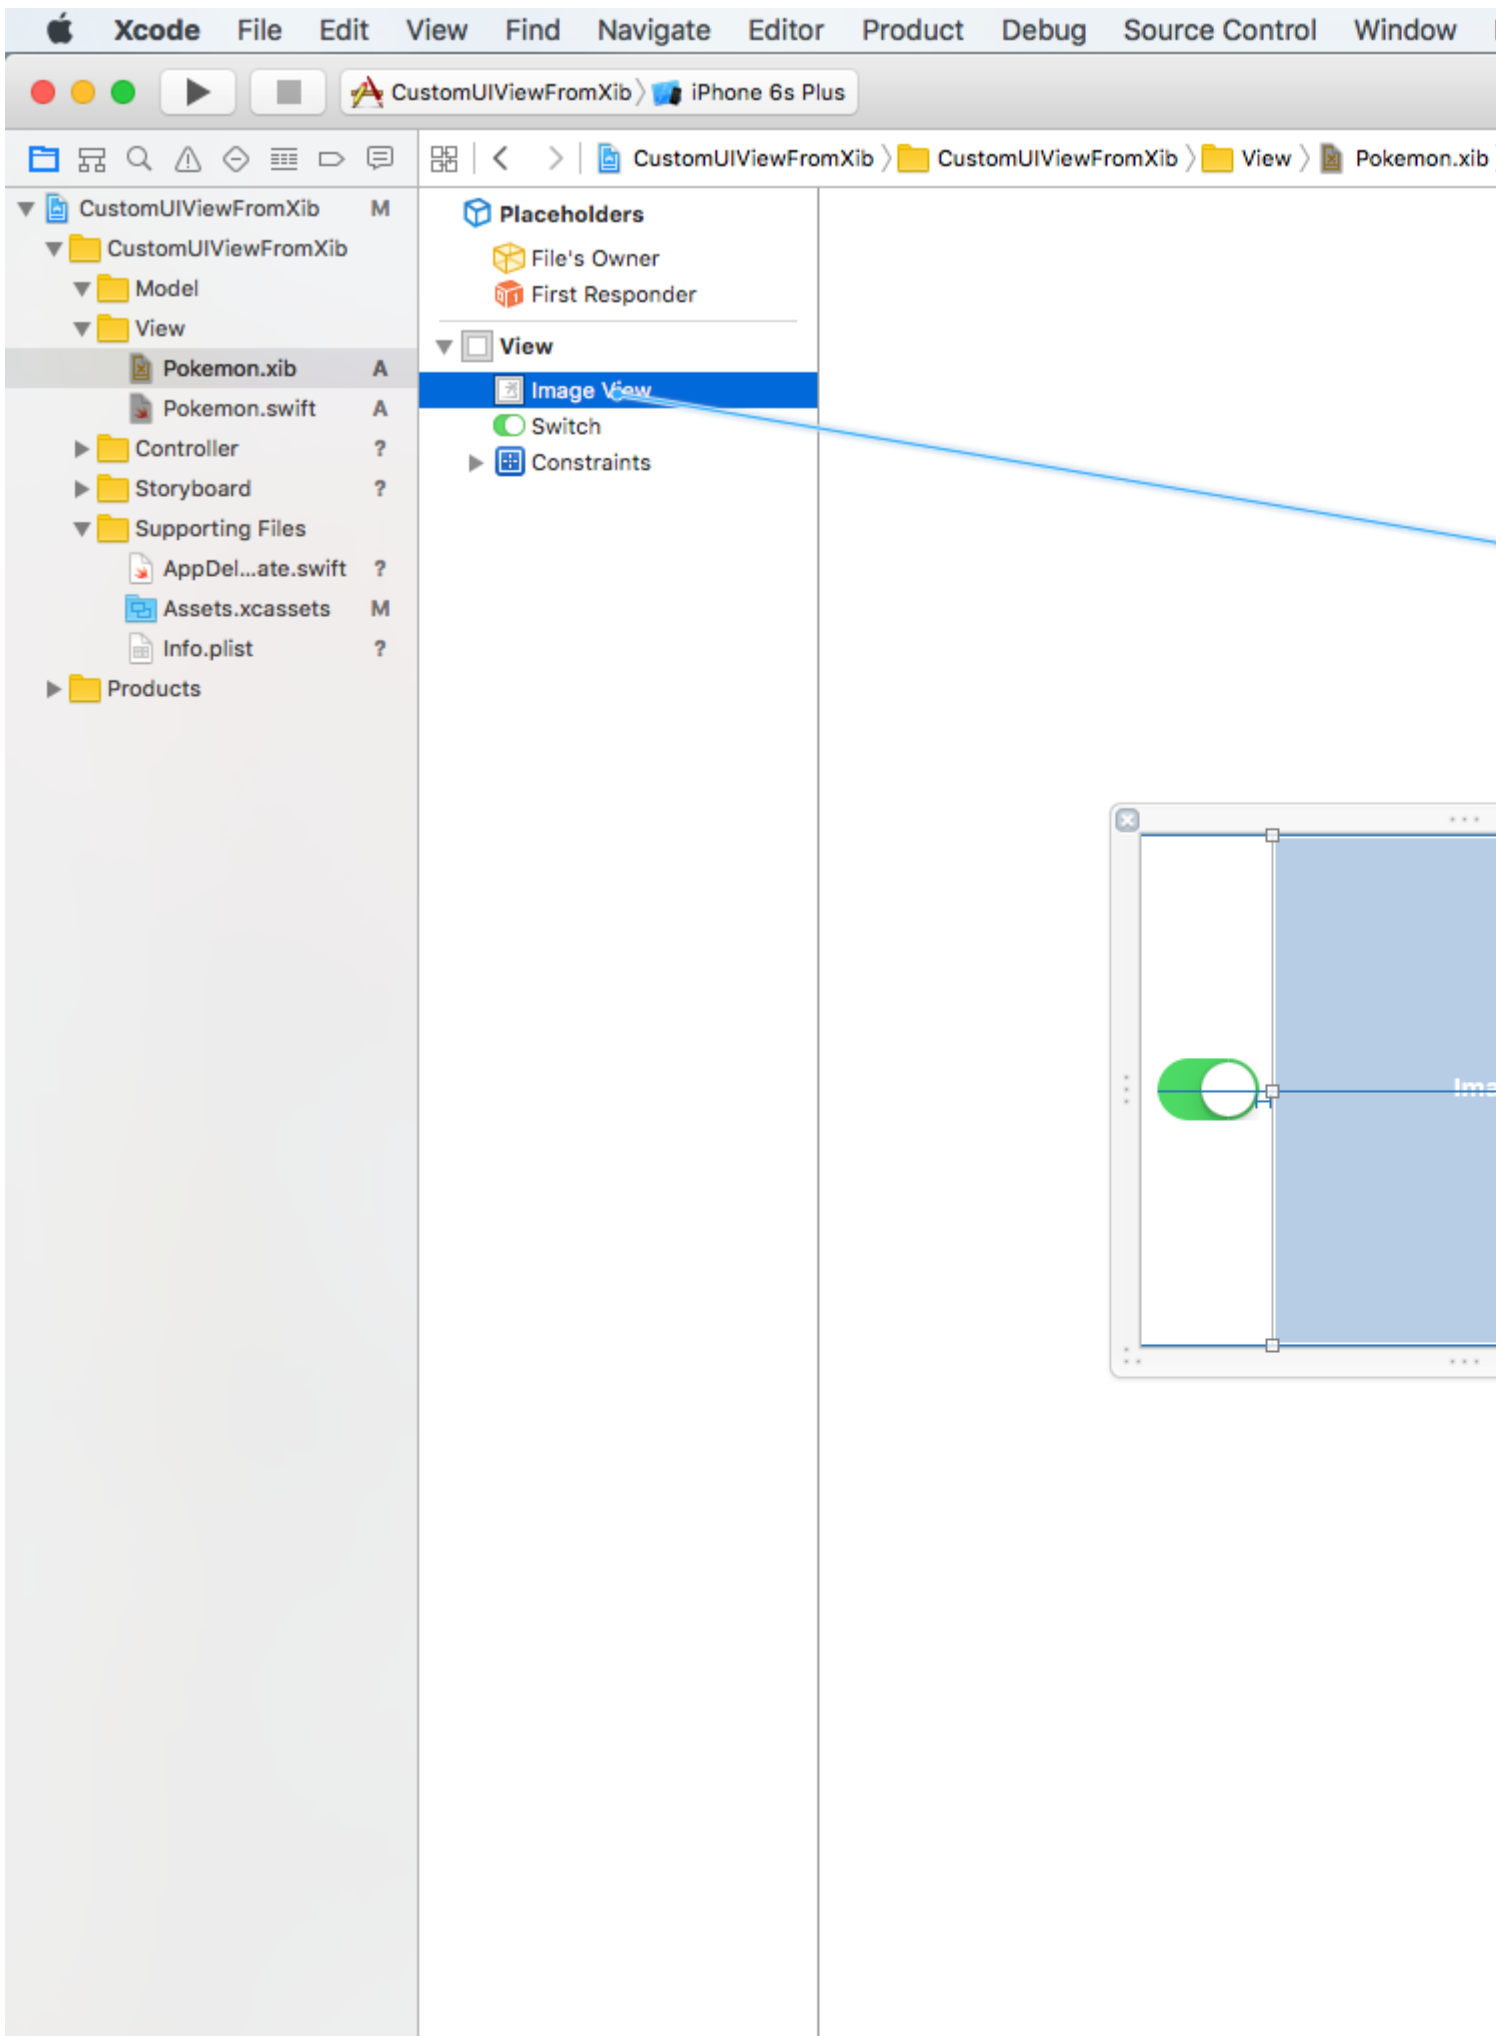 Xcode File Edit View Find Navigate Editor Product Debug Source Control Window
CustomUIViewFromXib iPhone 6s Plus
CustomUIViewFromXib CustomUIViewFromXib View Pokemon.xib
CustomUIViewFromXib M
CustomUIViewFromXib
Model
View
Pokemon.xib A
Pokemon.swift A
Controller ?
Storyboard ?
Supporting Files
AppDel...ate.swift ?
Assets.xcassets M
Info.plist ?
Products
Placeholders
File's Owner
First Responder
View
Image View
Switch
Constraints
Ima